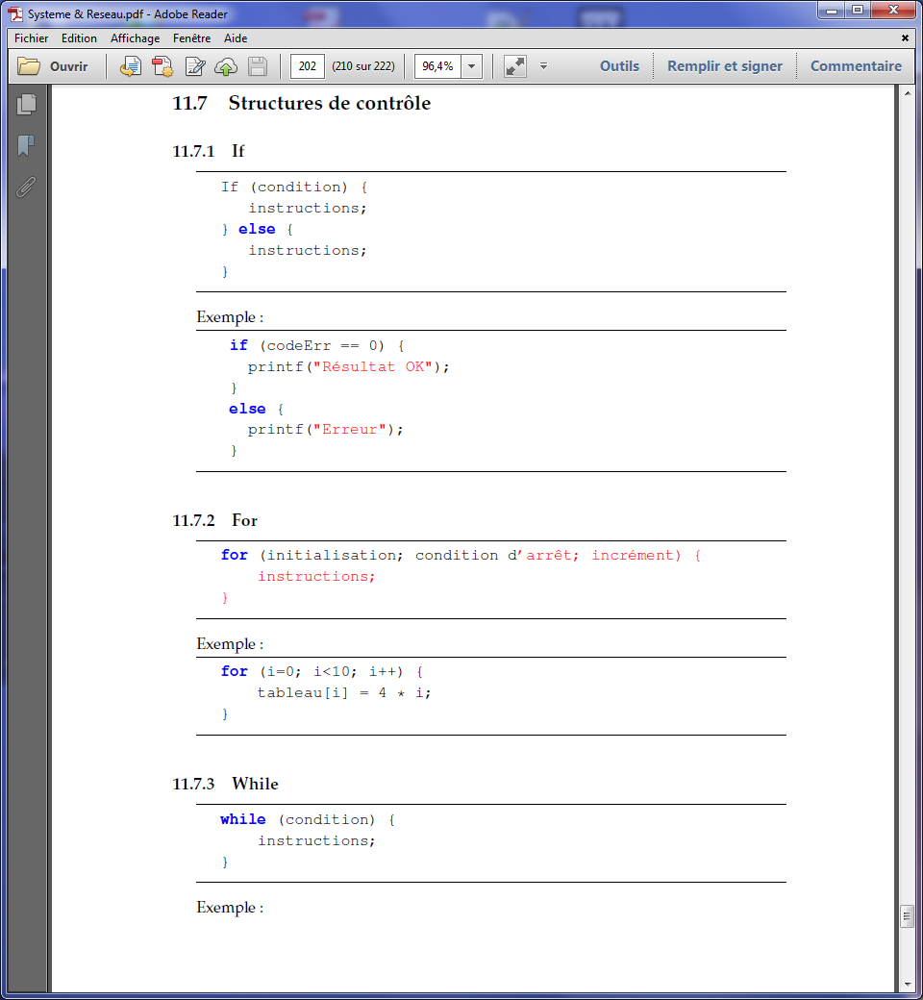 Systeme & Reseau.pdf - Adobe Reader
Fichier Edition Affichage Fenêtre Aide
Ouvrir 202 (210 sur 222) 96,4% Outils Remplir et signer Commentaire
11.7 Structures de contrôle
11.7.1 If
If (condition) {
instructions;
} else {
instructions;
}
Exemple :
if (codeErr == 0) {
printf("Résultat OK");
}
else {
printf("Erreur");
}
11.7.2 For
for (initialisation; condition d'arrêt; incrément) {
instructions;
}
Exemple :
for (i=0; i<10; i++) {
tableau[i] = 4 * i;
}
11.7.3 While
while (condition) {
instructions;
}
Exemple :